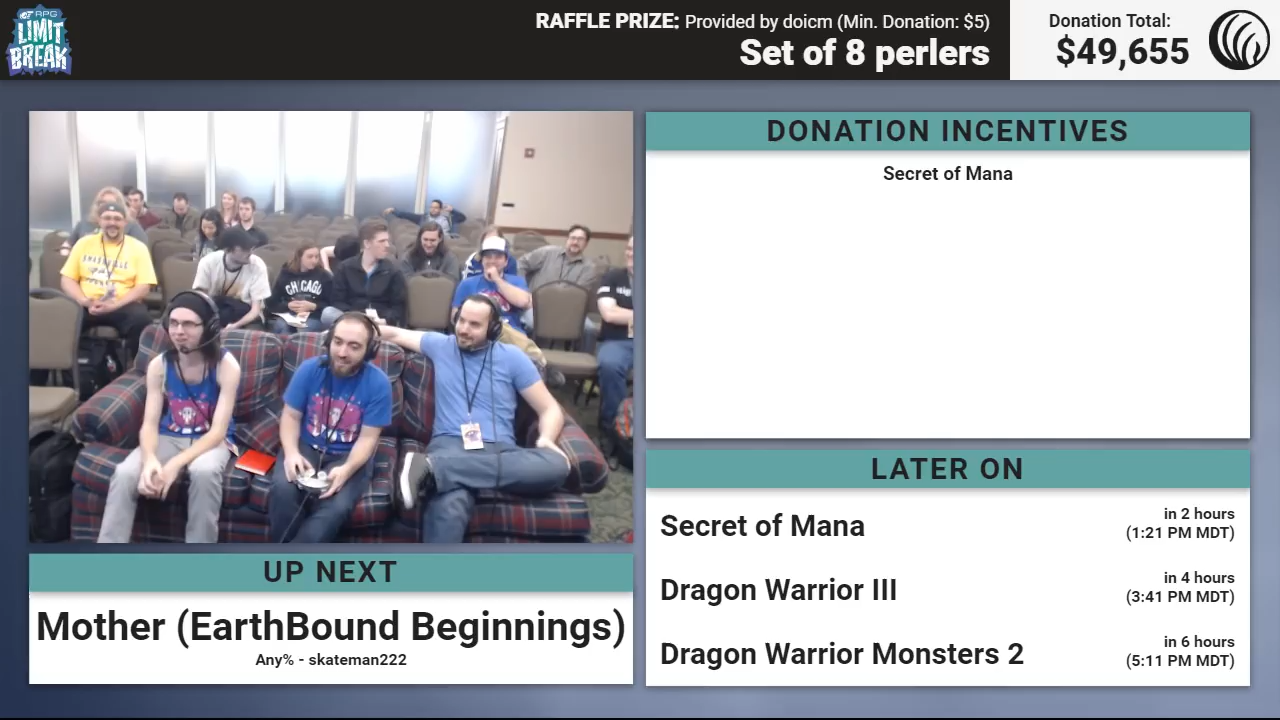 RPG
LIMIT
BREAK
RAFFLE PRIZE: Provided by doicm (Min. Donation: $5)
Set of 8 perlers
Donation Total:
$49,655
DONATION INCENTIVES
Secret of Mana
CHICAGO
UP NEXT
Mother (EarthBound Beginnings)
Any% - skateman222
LATER ON
Secret of Mana
in 2 hours
(1:21 PM MDT)
Dragon Warrior III
in 4 hours
(3:41 PM MDT)
Dragon Warrior Monsters 2
in 6 hours
(5:11 PM MDT)